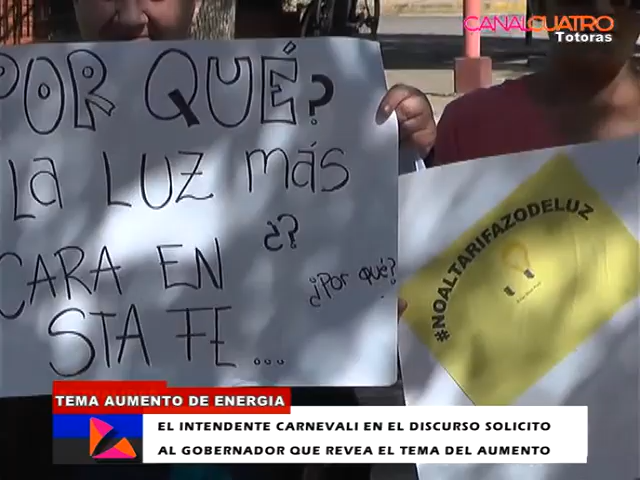 CANALCUATRO
Totoras
POR QUÉ?
La LUZ más
CARA EN ¿?
STA FE...
¿Por qué?
#NOALTARIFAZODELUZ
TEMA AUMENTO DE ENERGIA
EL INTENDENTE CARNEVALI EN EL DISCURSO SOLICITO
AL GOBERNADOR QUE REVEA EL TEMA DEL AUMENTO